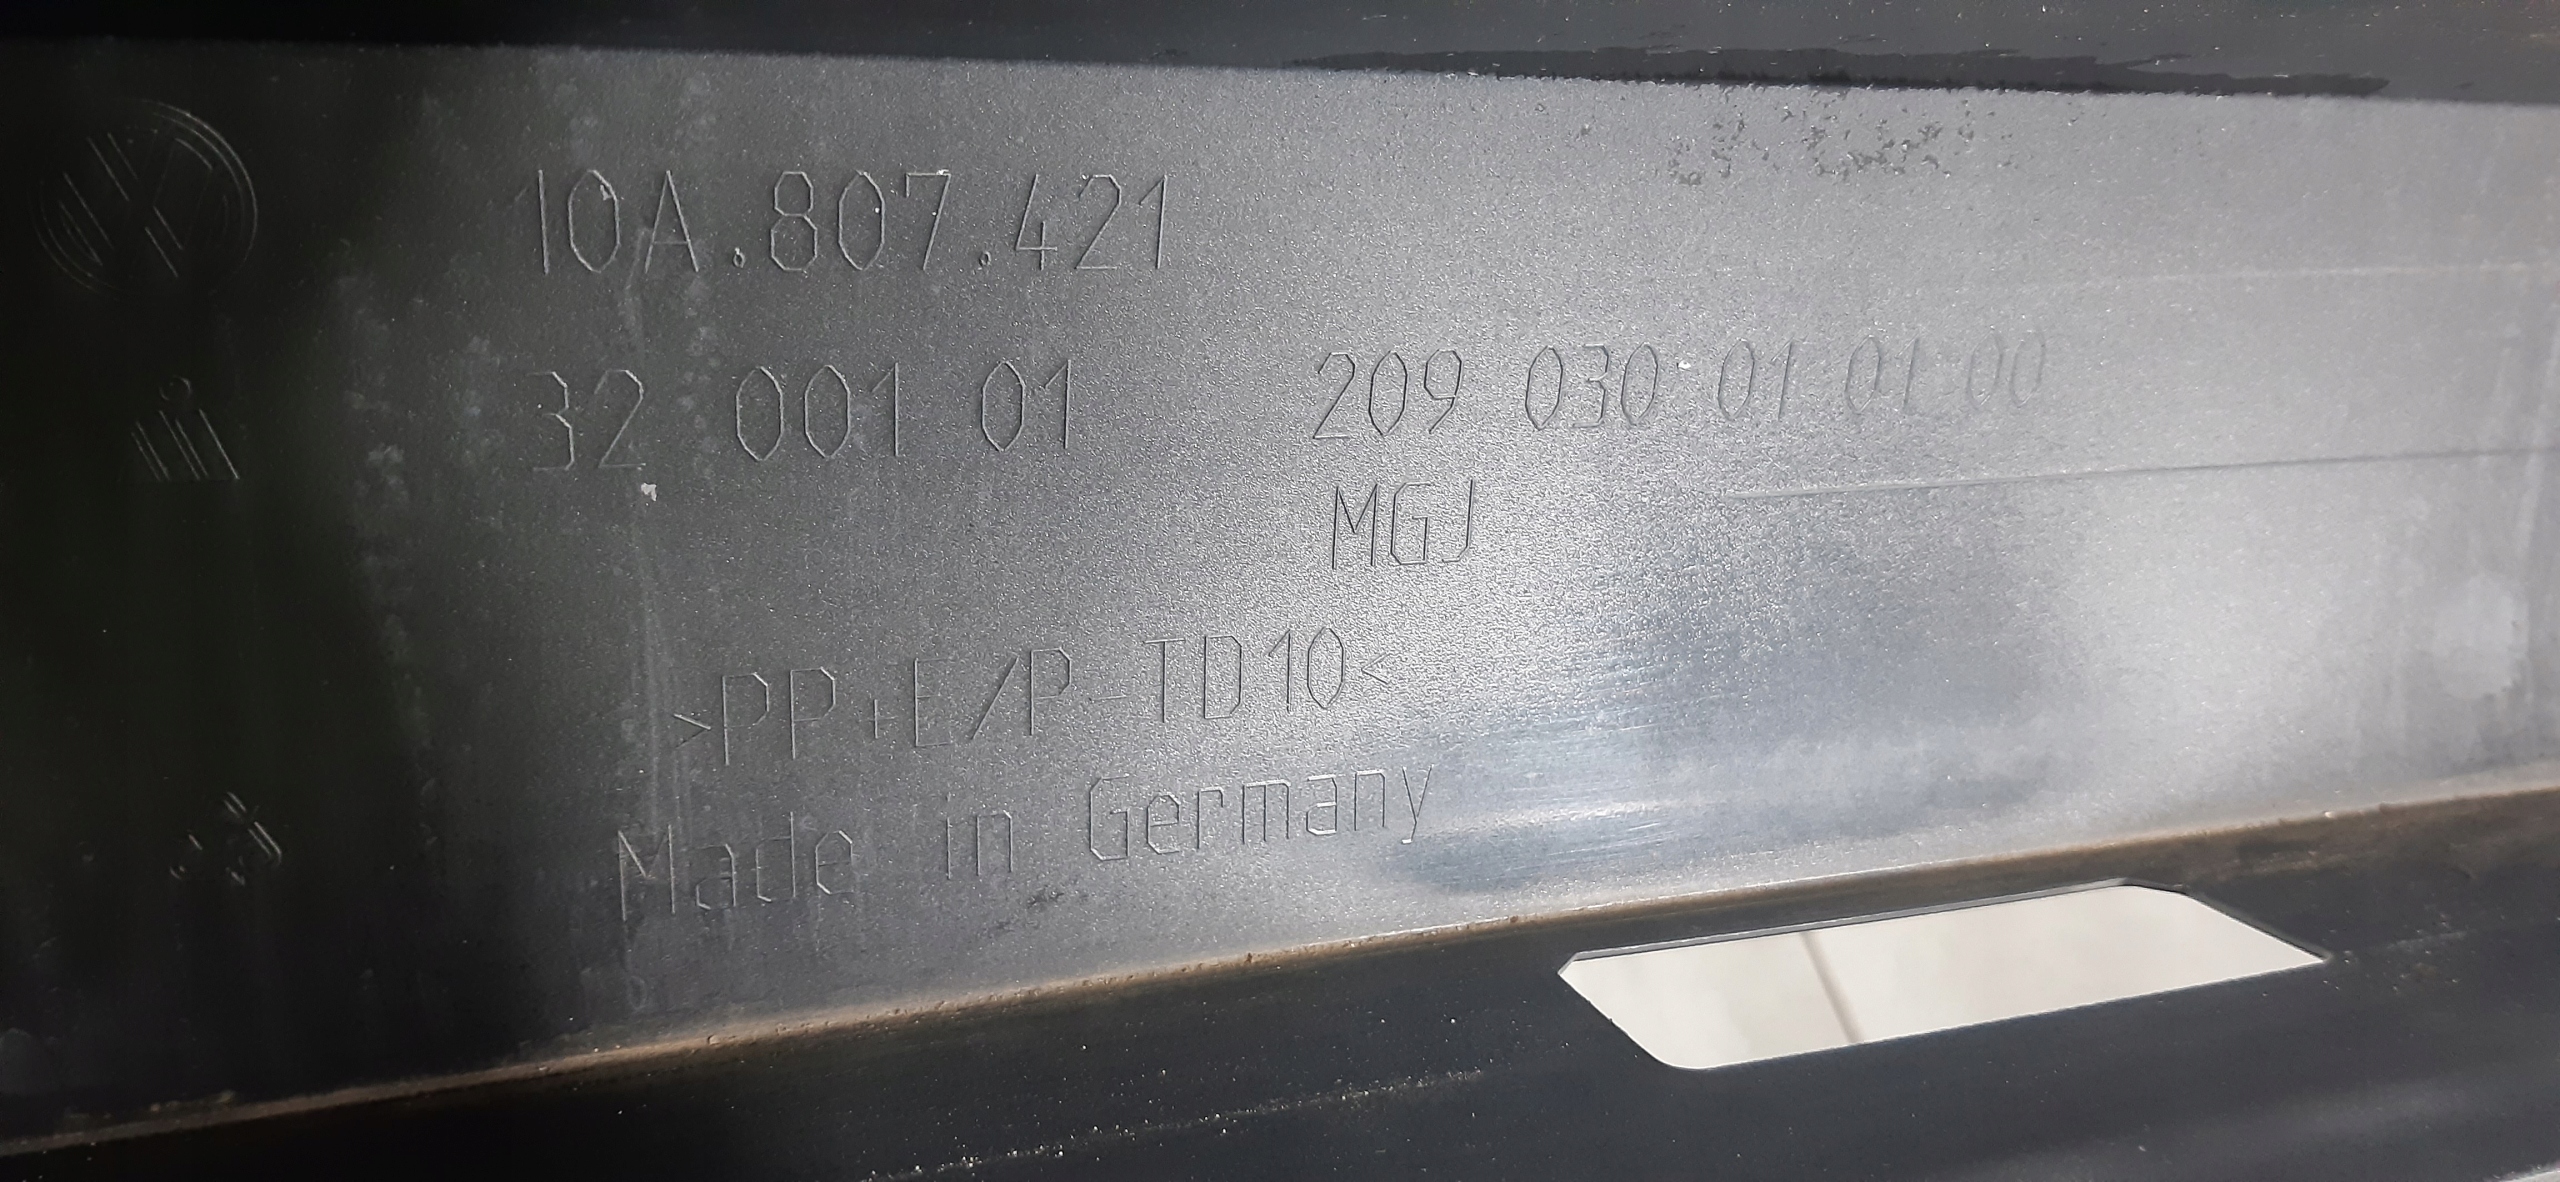 10A.807.421
32 001 01 209 030 01 01 00
MGJ
>PP+E/P-TD10<
Made in Germany